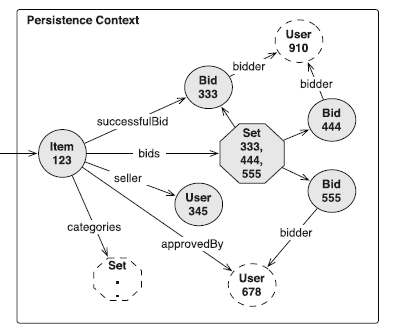 Persistence Context
User
910
bidder
Bid
333
bidder
successfulBid
Bid
444
Item
123
bids
Set
333,
444,
555
seller
Bid
555
User
345
categories
approvedBy
bidder
Set
.
.
User
678